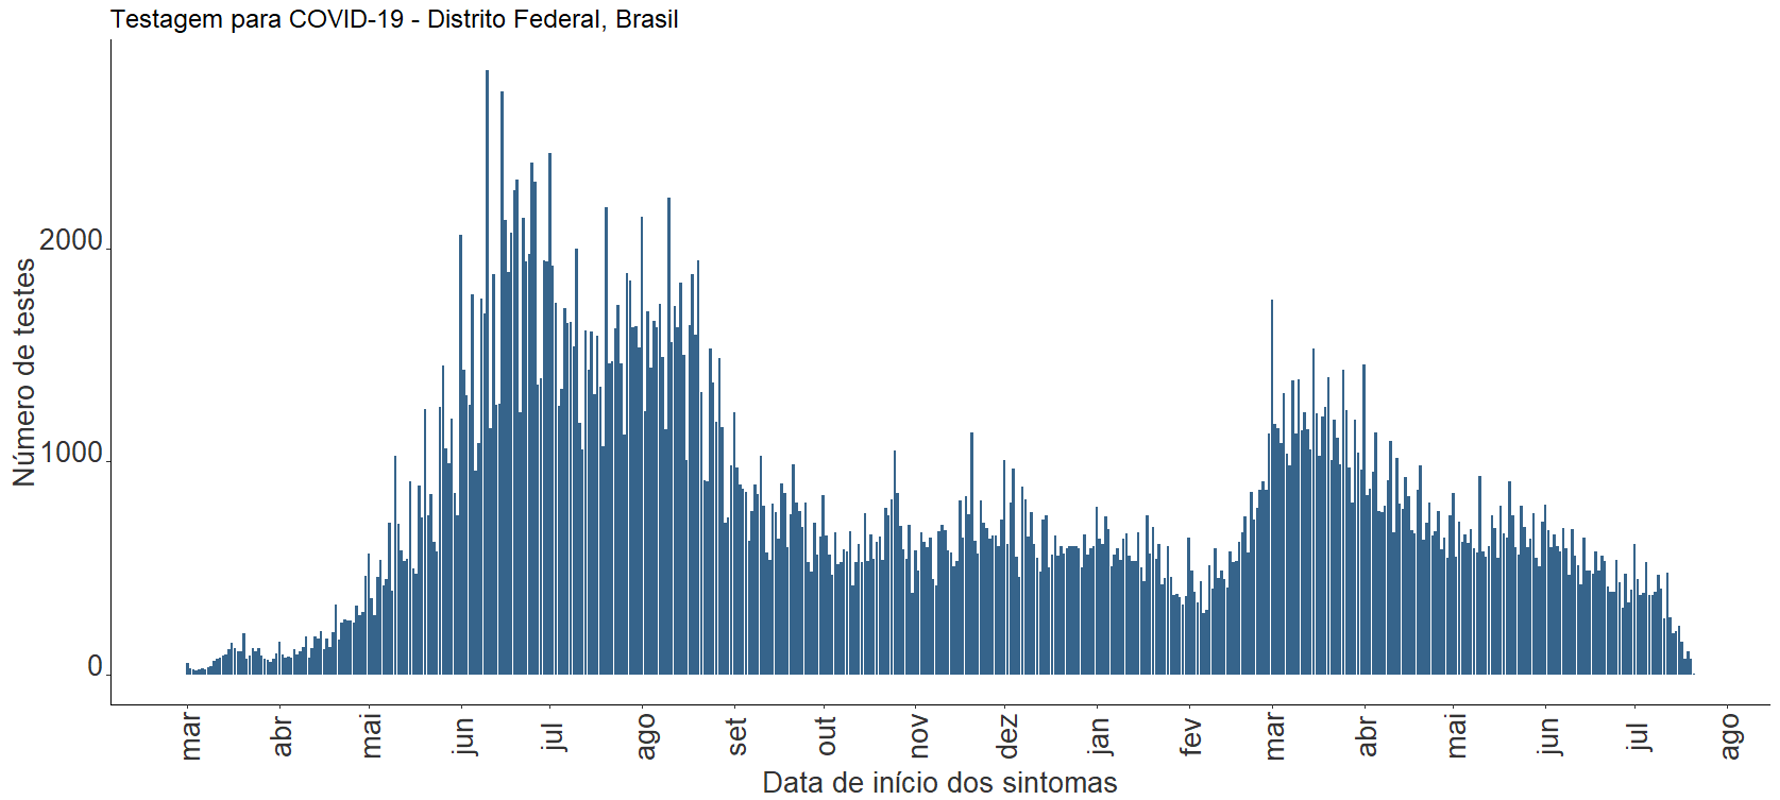 Testagem para COVID-19 - Distrito Federal, Brasil
Número de testes
2000
1000
0
mar abr mai jun jul ago set out nov dez jan fev mar abr mai jun jul ago
Data de início dos sintomas